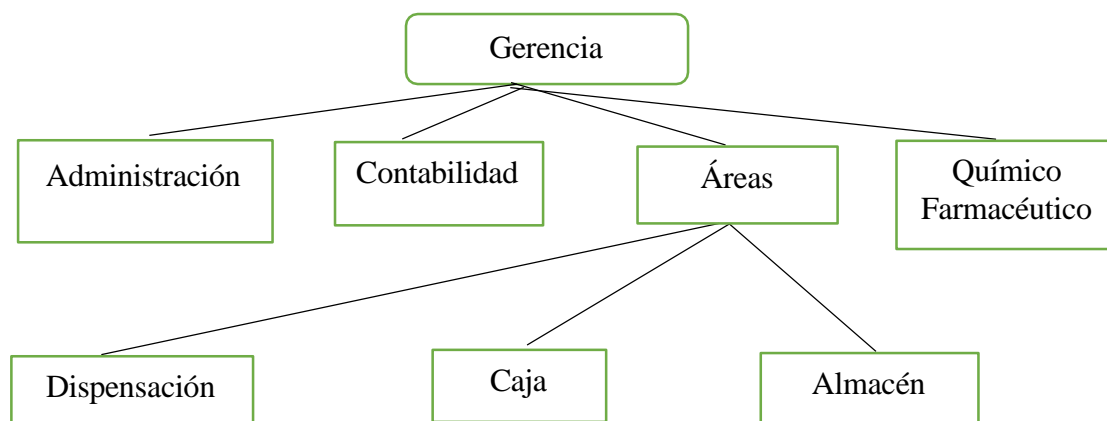 Gerencia
Administración
Contabilidad
Áreas
Químico
Farmacéutico
Dispensación
Caja
Almacén